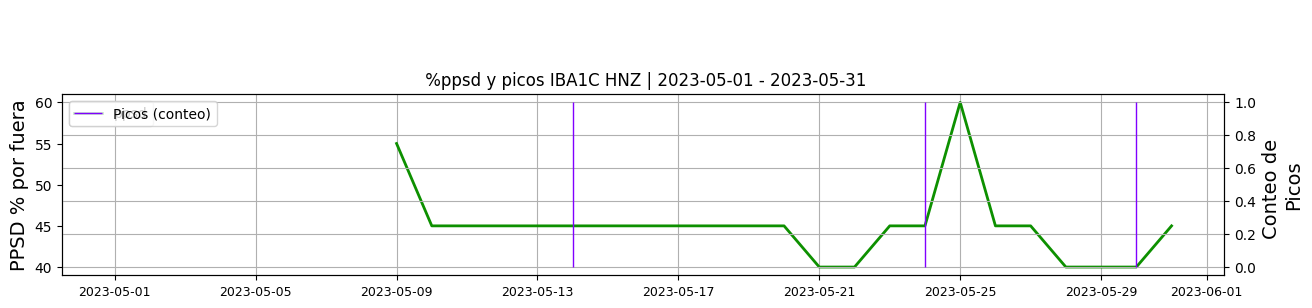 %ppsd y picos IBA1C HNZ | 2023-05-01 - 2023-05-31
Picos (conteo)
PPSD % por fuera
60
55
50
45
40
1.0
0.8
0.6
0.4
0.2
0.0
Conteo de
Picos
2023-05-01 2023-05-05 2023-05-09 2023-05-13 2023-05-17 2023-05-21 2023-05-25 2023-05-29 2023-06-01